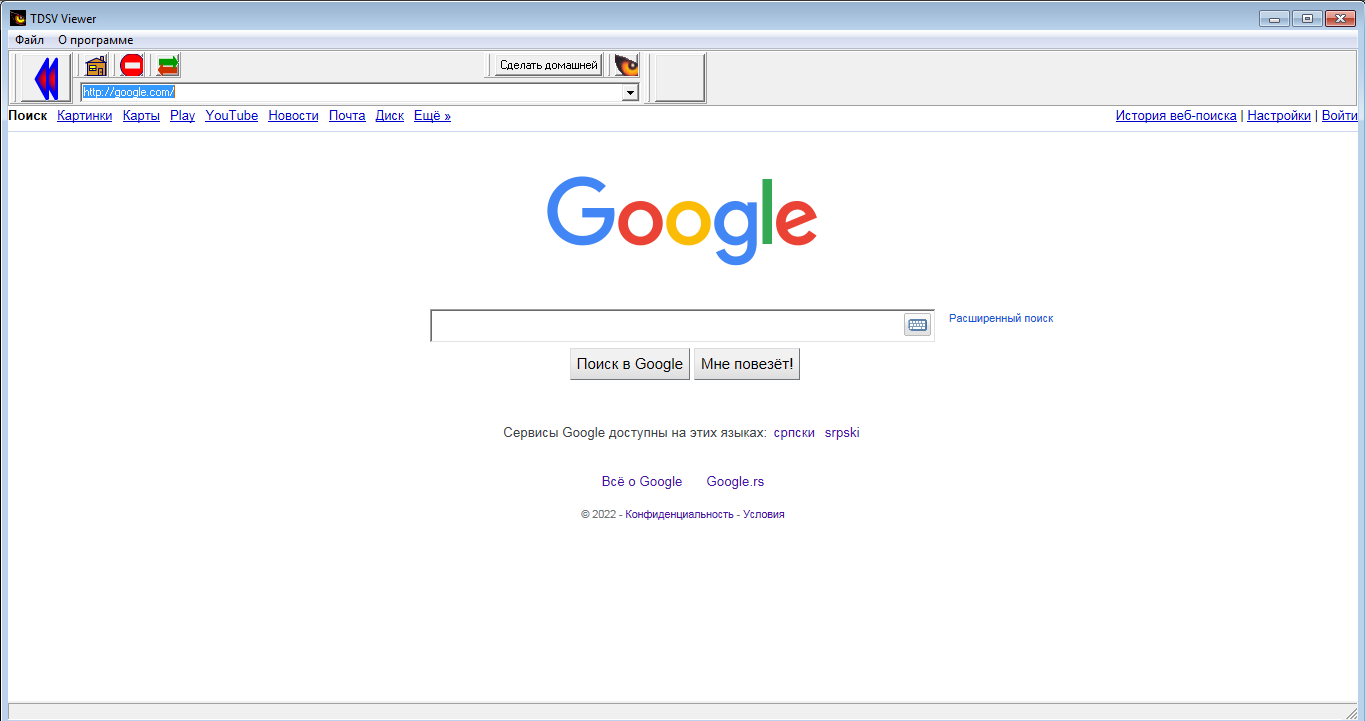 TDSV Viewer
Файл О программе
Сделать домашней
http://google.com/
Поиск Картинки Карты Play YouTube Новости Почта Диск Ещё »
История веб-поиска | Настройки | Войти
Google
Расширенный поиск
Поиск в Google Мне повезёт!
Сервисы Google доступны на этих языках: српски srpski
Всё о Google Google.rs
© 2022 - Конфиденциальность - Условия